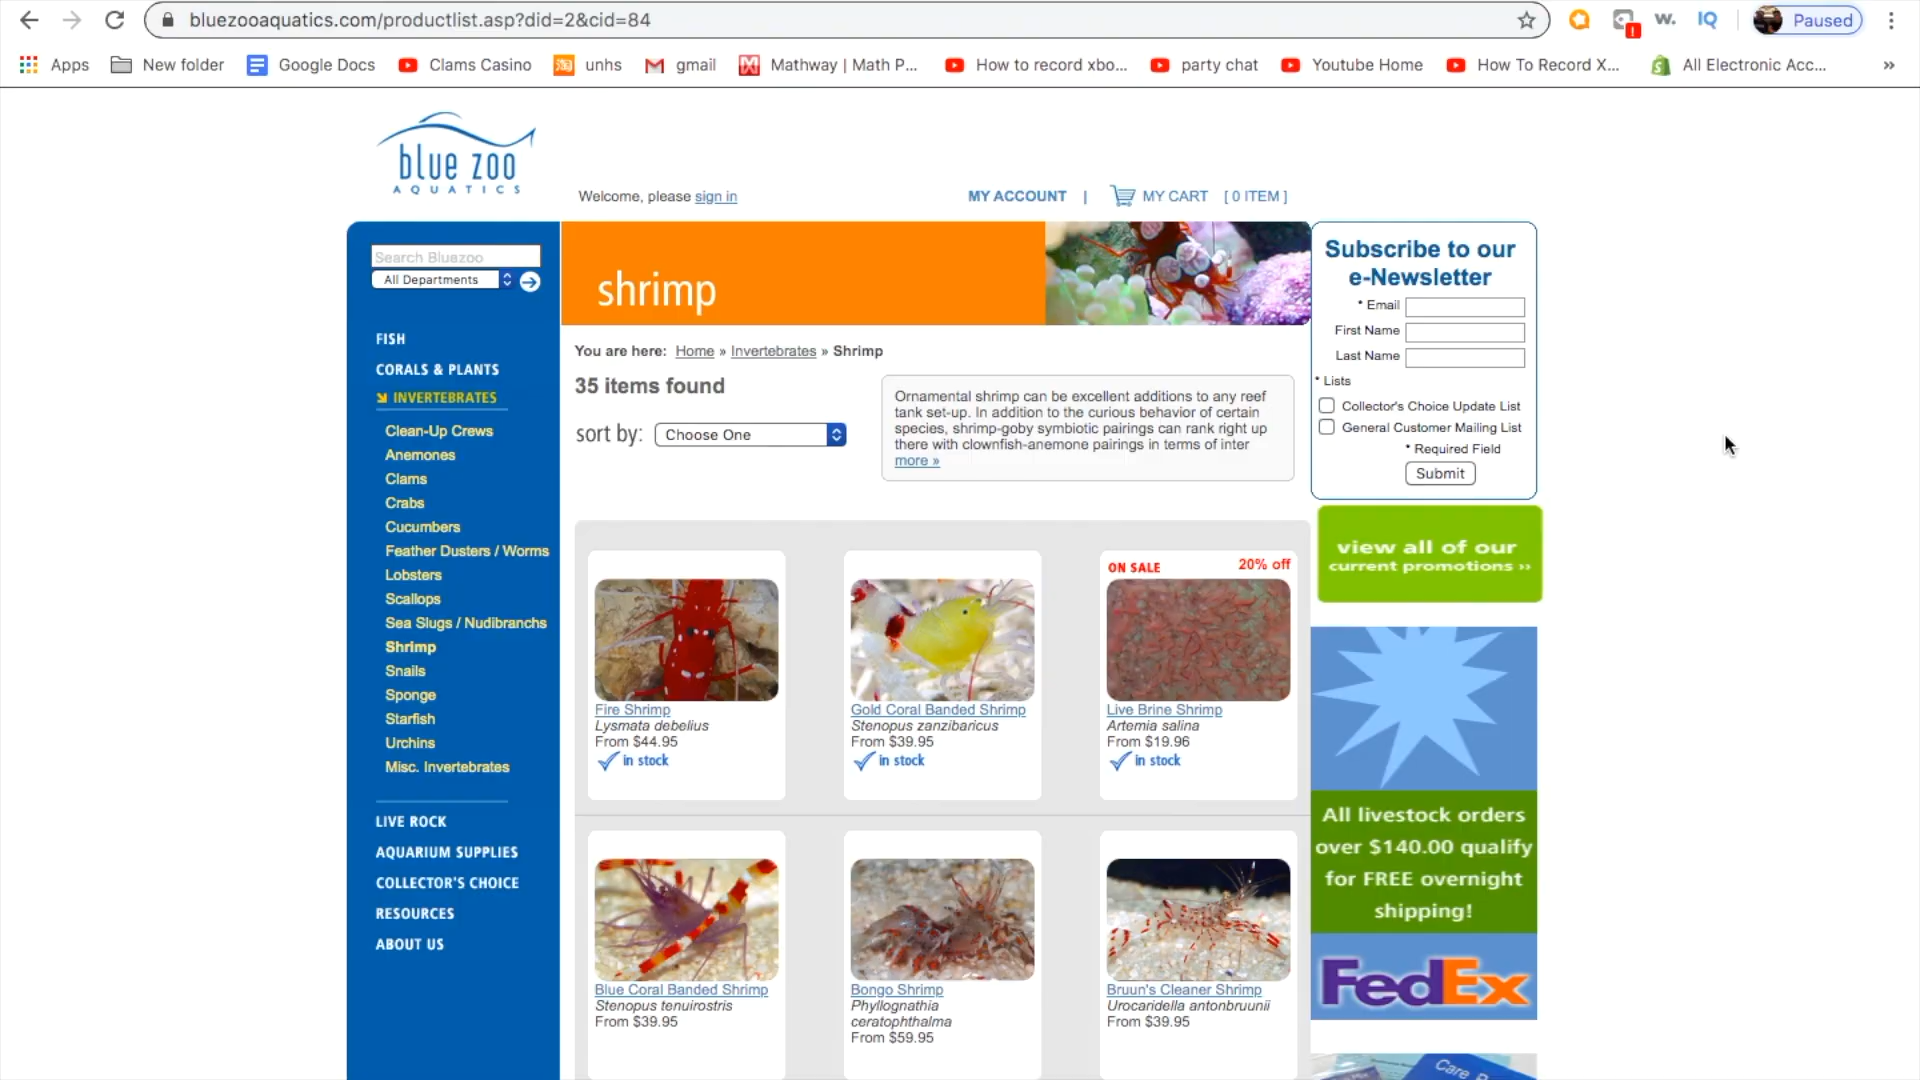 bluezooaquatics.com/productlist.asp?did=2&cid=84
w.
IQ
Paused
Apps
New folder
Google Docs
Clams Casino
unhs
gmail
Mathway | Math P...
How to record xbo...
party chat
Youtube Home
How To Record X...
All Electronic Acc...
»
blue zoo
AQUATICS
Welcome, please sign in
MY ACCOUNT | MY CART [ 0 ITEM ]
Search Bluezoo
All Departments
FISH
CORALS & PLANTS
INVERTEBRATES
Clean-Up Crews
Anemones
Clams
Crabs
Cucumbers
Feather Dusters / Worms
Lobsters
Scallops
Sea Slugs / Nudibranchs
Shrimp
Snails
Sponge
Starfish
Urchins
Misc. Invertebrates
LIVE ROCK
AQUARIUM SUPPLIES
COLLECTOR'S CHOICE
RESOURCES
ABOUT US
shrimp
You are here: Home » Invertebrates » Shrimp
35 items found
sort by: Choose One
Ornamental shrimp can be excellent additions to any reef
tank set-up. In addition to the curious behavior of certain
species, shrimp-goby symbiotic pairings can rank right up
there with clownfish-anemone pairings in terms of inter
more »
Fire Shrimp
Lysmata debelius
From $44.95
in stock
Gold Coral Banded Shrimp
Stenopus zanzibaricus
From $39.95
in stock
ON SALE 20% off
Live Brine Shrimp
Artemia salina
From $19.96
in stock
Blue Coral Banded Shrimp
Stenopus tenuirostris
From $39.95
Bongo Shrimp
Phyllognathia
ceratophthalma
From $59.95
Bruun's Cleaner Shrimp
Urocaridella antonbruunii
From $39.95
Subscribe to our
e-Newsletter
* Email
First Name
Last Name
* Lists
Collector's Choice Update List
General Customer Mailing List
* Required Field
Submit
view all of our
current promotions ››
All livestock orders
over $140.00 qualify
for FREE overnight
shipping!
FedEx